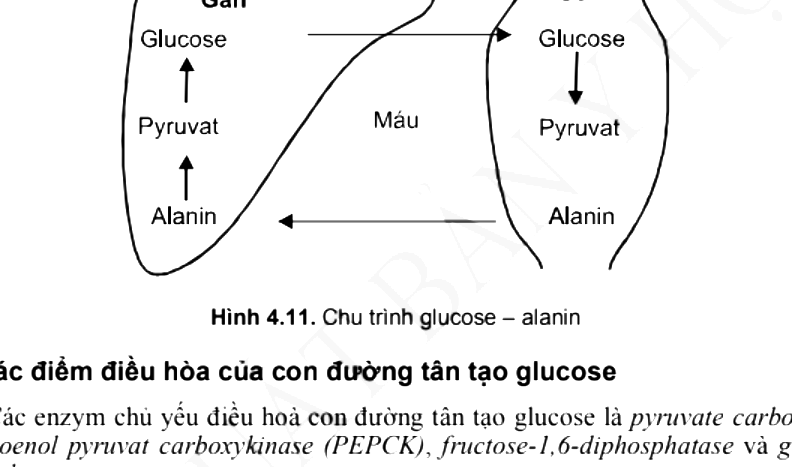 Gan
Glucose Glucose
Máu
Pyruvat Pyruvat
Alanin Alanin
Hình 4.11. Chu trình glucose – alanin
ác điểm điều hòa của con đường tân tạo glucose
ác enzym chủ yếu điều hoà con đường tân tạo glucose là pyruvate carbo
oenol pyruvat carboxykinase (PEPCK), fructose-1,6-diphosphatase và g